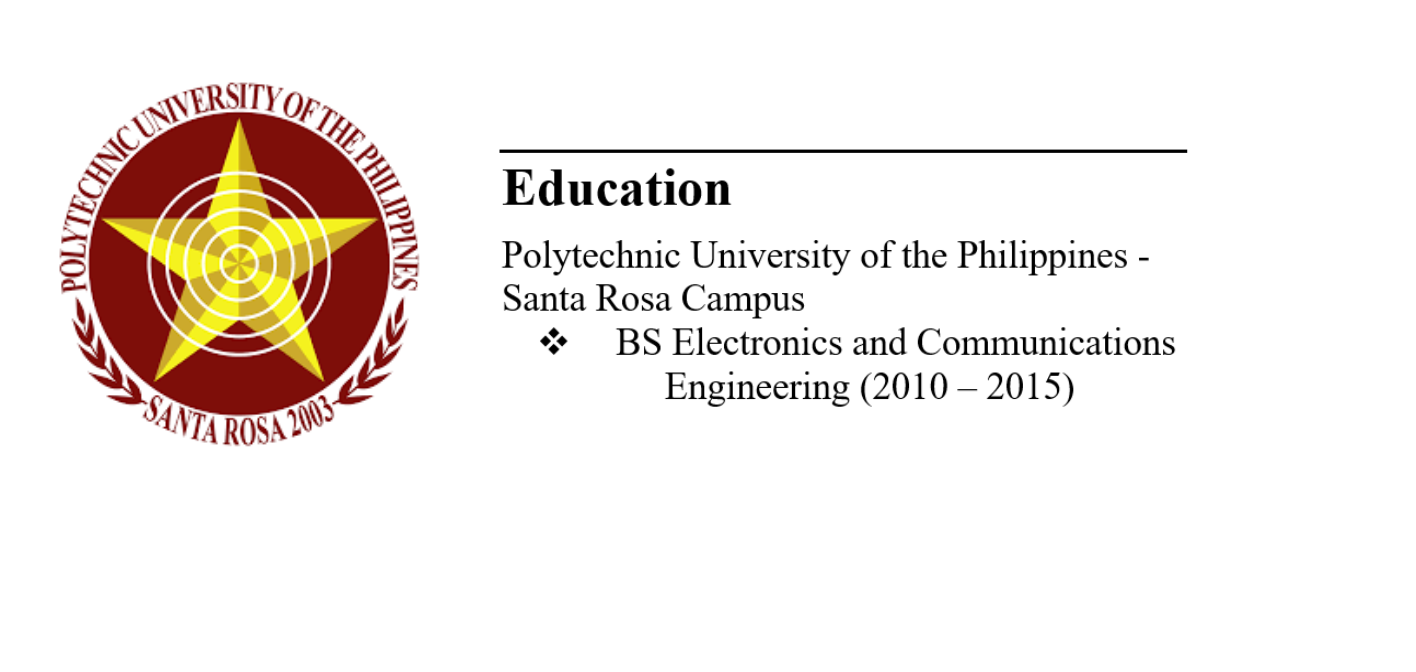 POLYTECHNIC UNIVERSITY OF THE PHILIPPINES
SANTA ROSA 2003
Education
Polytechnic University of the Philippines -
Santa Rosa Campus
❖ BS Electronics and Communications
Engineering (2010 – 2015)